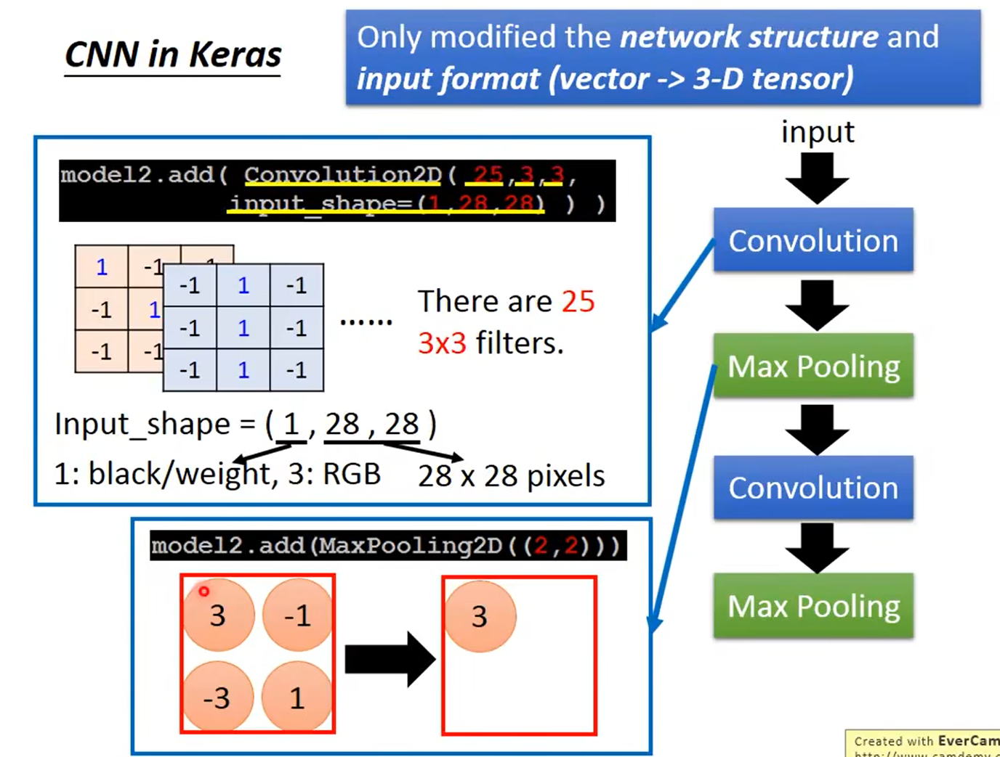 CNN in Keras
Only modified the network structure and
input format (vector -> 3-D tensor)
input
model2.add( Convolution2D( 25,3,3,
input_shape=(1,28,28) ) )
1 -1 -1
-1 1
-1 -1
-1 1 -1
-1 1 -1
-1 1 -1
......
There are 25
3x3 filters.
Input_shape = ( 1 , 28 , 28 )
1: black/weight, 3: RGB
28 x 28 pixels
Convolution
Max Pooling
Convolution
Max Pooling
model2.add(MaxPooling2D((2,2)))
3 -1
-3 1
3
Created with EverCam